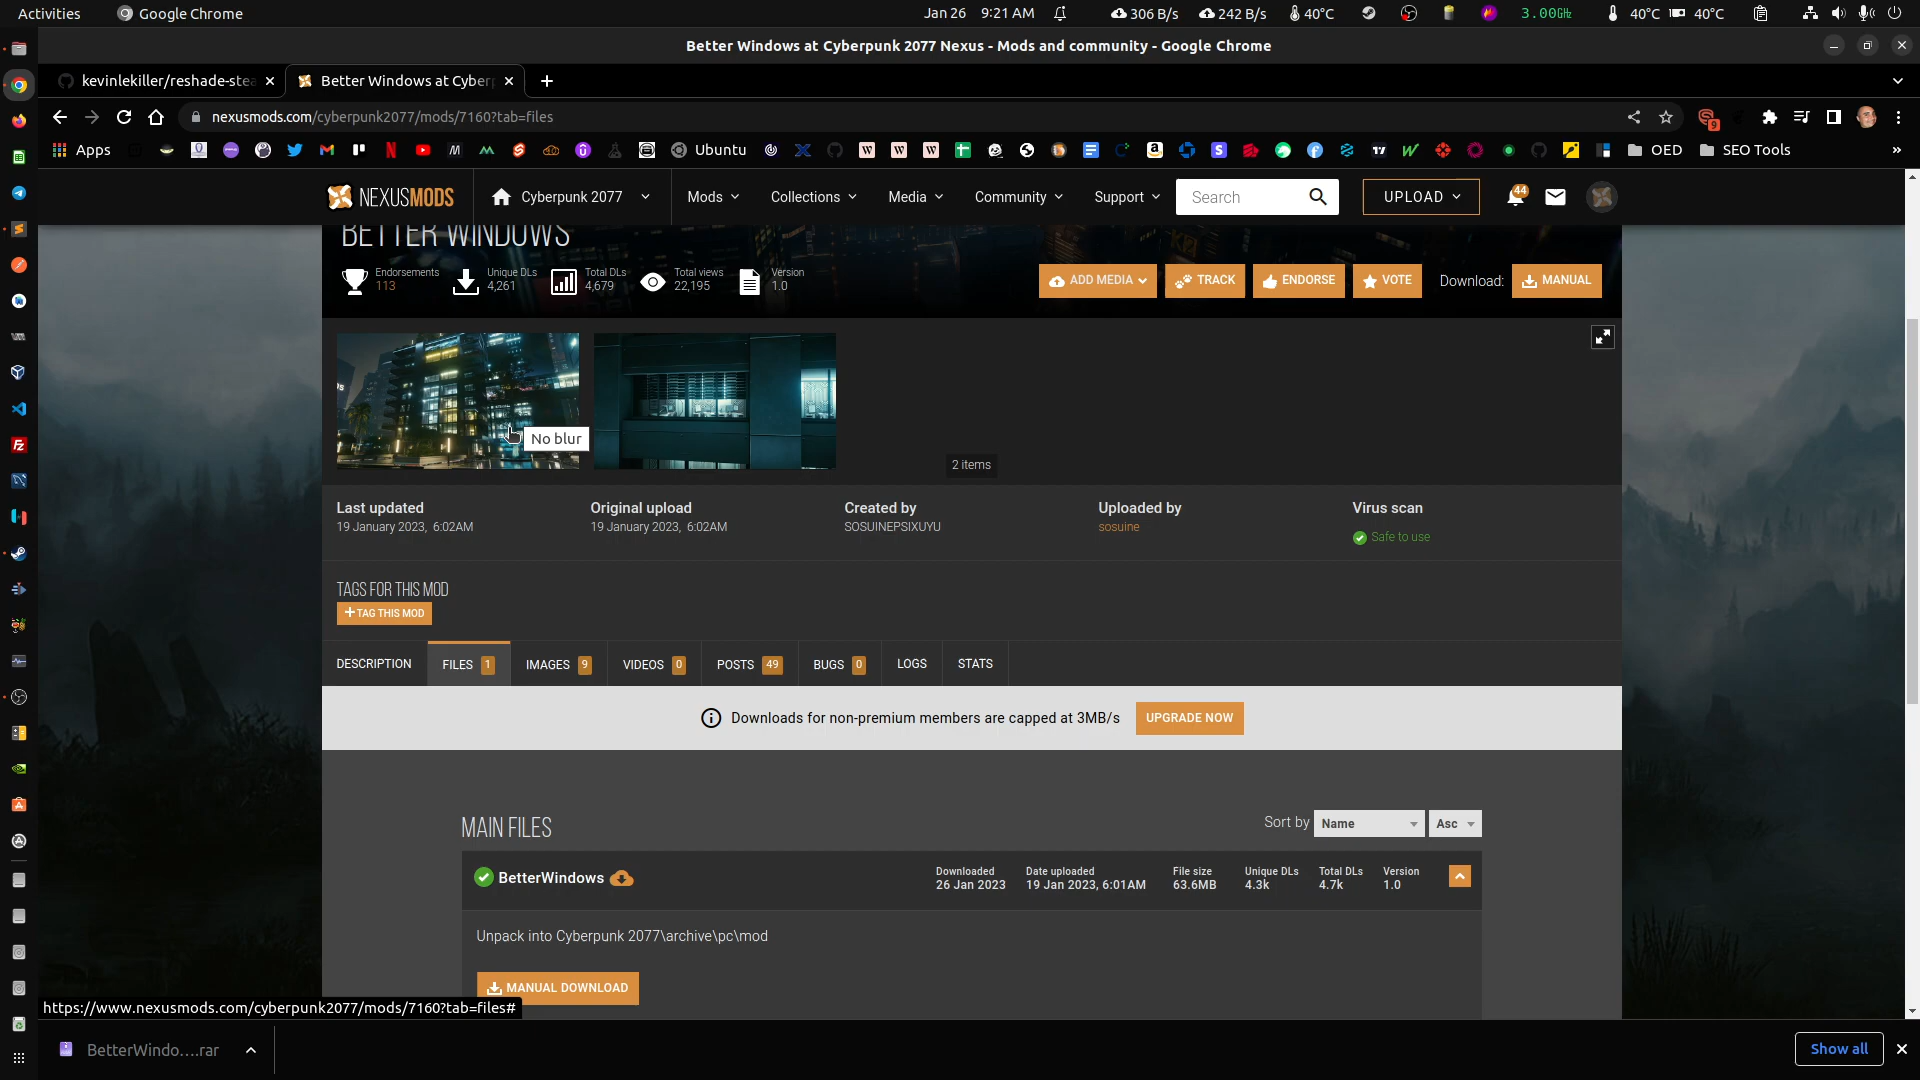 Activities
Google Chrome
Jan 26 9:21 AM
306 B/s
242 B/s
40°C
3.00GHz
40°C
40°C
Better Windows at Cyberpunk 2077 Nexus - Mods and community - Google Chrome
kevinlekiller/reshade-stea
Better Windows at Cyber
nexusmods.com/cyberpunk2077/mods/7160?tab=files
9
Apps
Ubuntu
OED
SEO Tools
»
NEXUSMODS
Cyberpunk 2077
Mods
Collections
Media
Community
Support
Search
UPLOAD
44
BETTER WINDOWS
Endorsements
113
Unique DLs
4,261
Total DLs
4,679
Total views
22,195
Version
1.0
ADD MEDIA
TRACK
ENDORSE
VOTE
Download:
MANUAL
No blur
2 items
Last updated
19 January 2023, 6:02AM
Original upload
19 January 2023, 6:02AM
Created by
SOSUINEPSIXUYU
Uploaded by
sosuine
Virus scan
Safe to use
TAGS FOR THIS MOD
TAG THIS MOD
DESCRIPTION
FILES 1
IMAGES 9
VIDEOS 0
POSTS 49
BUGS 0
LOGS
STATS
Downloads for non-premium members are capped at 3MB/s
UPGRADE NOW
MAIN FILES
Sort by
Name
Asc
BetterWindows
Downloaded
26 Jan 2023
Date uploaded
19 Jan 2023, 6:01AM
File size
63.6MB
Unique DLs
4.3k
Total DLs
4.7k
Version
1.0
Unpack into Cyberpunk 2077\archive\pc\mod
MANUAL DOWNLOAD
https://www.nexusmods.com/cyberpunk2077/mods/7160?tab=files#
BetterWindo....rar
Show all